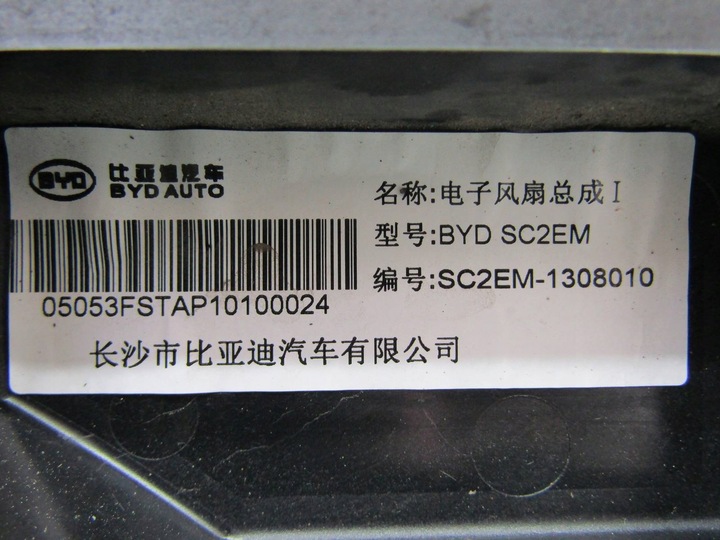 BYD
比亚迪汽车
BYD AUTO
名称:电子风扇总成Ⅰ
型号:BYD SC2EM
编号:SC2EM-1308010
05053FSTAP10100024
长沙市比亚迪汽车有限公司